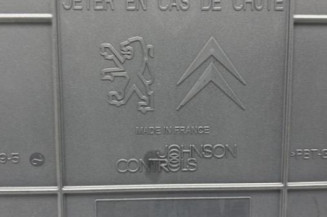 JETER EN CAS DE CHUTE
MADE IN FRANCE
JOHNSON
CONTROLS